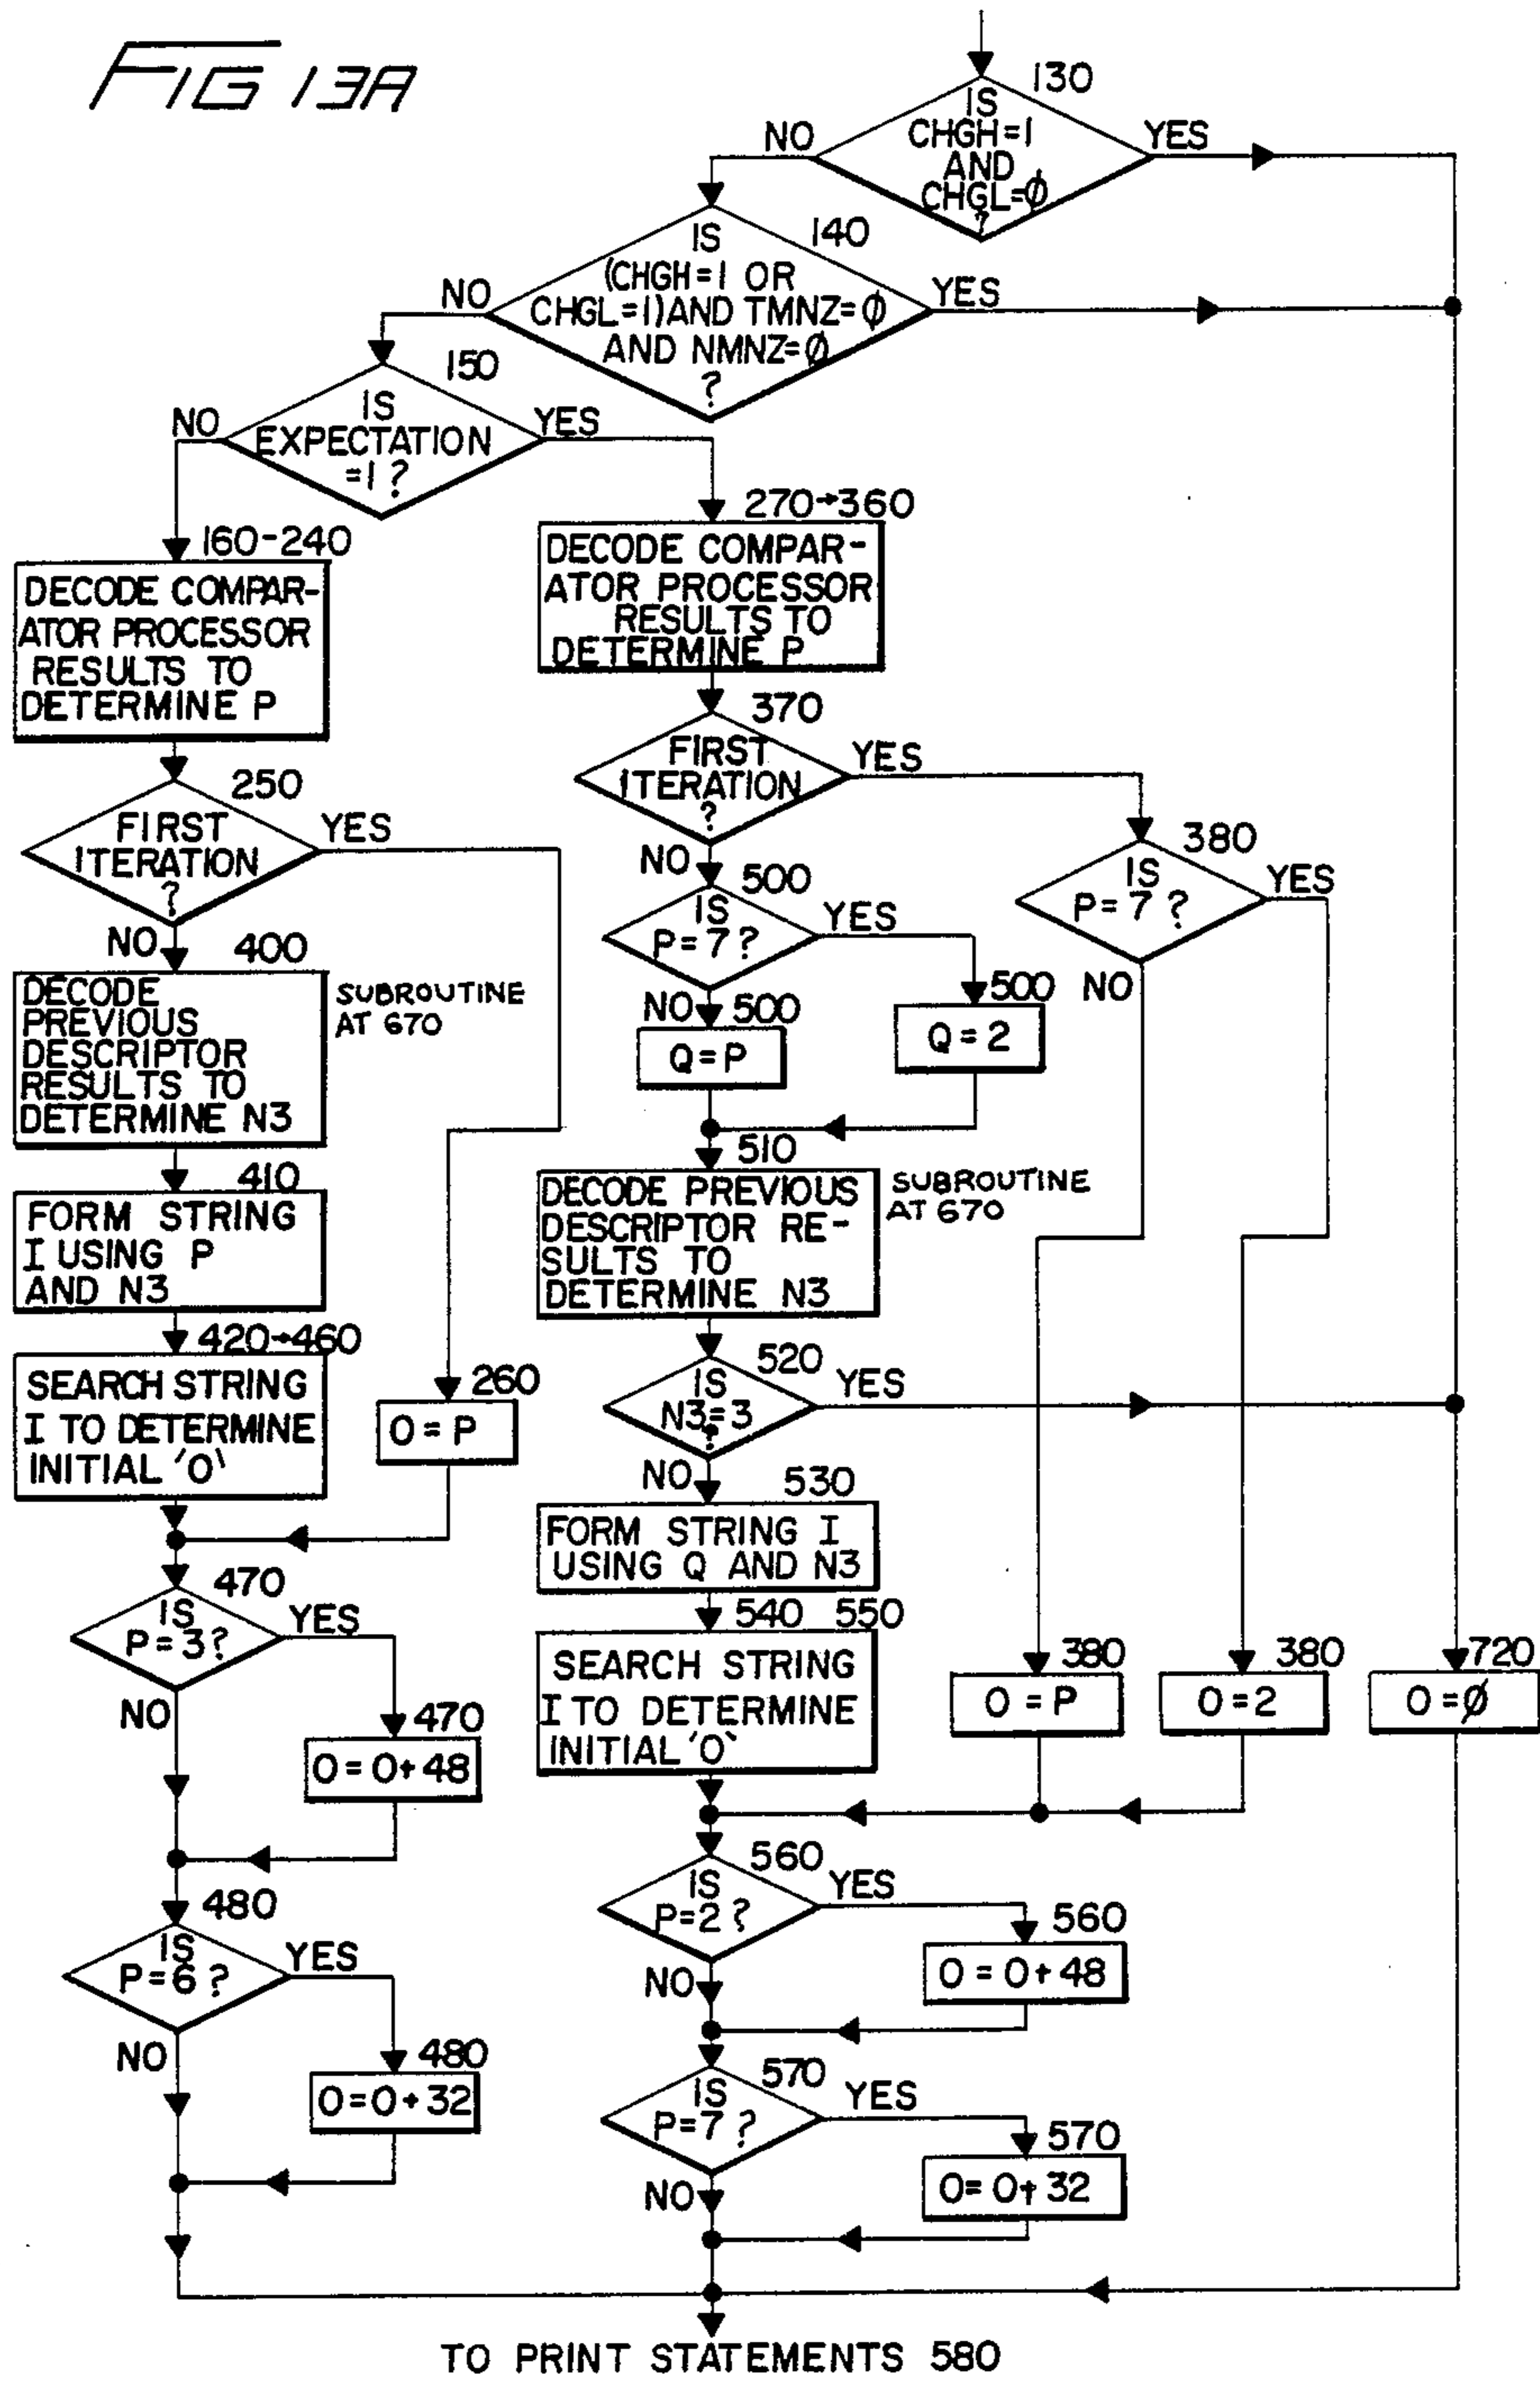 FIG 13A
130
IS
CHGH=1
AND
CHGL=Ø
?
NO
YES
140
IS
(CHGH=1 OR
CHGL=1)AND TMNZ=Ø
AND NMNZ=Ø
?
NO
YES
150
IS
EXPECTATION
=1?
NO
YES
160-240
DECODE COMPAR-
ATOR PROCESSOR
RESULTS TO
DETERMINE P
270→360
DECODE COMPAR-
ATOR PROCESSOR
RESULTS TO
DETERMINE P
250
FIRST
ITERATION
?
YES
NO
370
FIRST
ITERATION
?
YES
NO
380
IS
P=7?
YES
NO
500
IS
P=7?
YES
NO
500
Q=P
500
Q=2
400
DECODE
PREVIOUS
DESCRIPTOR
RESULTS TO
DETERMINE N3
SUBROUTINE
AT 670
410
FORM STRING
I USING P
AND N3
510
DECODE PREVIOUS
DESCRIPTOR RE-
SULTS TO
DETERMINE N3
SUBROUTINE
AT 670
420→460
SEARCH STRING
I TO DETERMINE
INITIAL 'O'
260
O=P
520
IS
N3=3
?
YES
NO
530
FORM STRING I
USING Q AND N3
540 550
SEARCH STRING
I TO DETERMINE
INITIAL 'O'
380
O=P
380
O=2
720
O=Ø
470
IS
P=3?
YES
NO
470
O=O+48
480
IS
P=6?
YES
NO
480
O=O+32
560
IS
P=2?
YES
NO
560
O=O+48
570
IS
P=7?
YES
NO
570
O=O+32
TO PRINT STATEMENTS 580